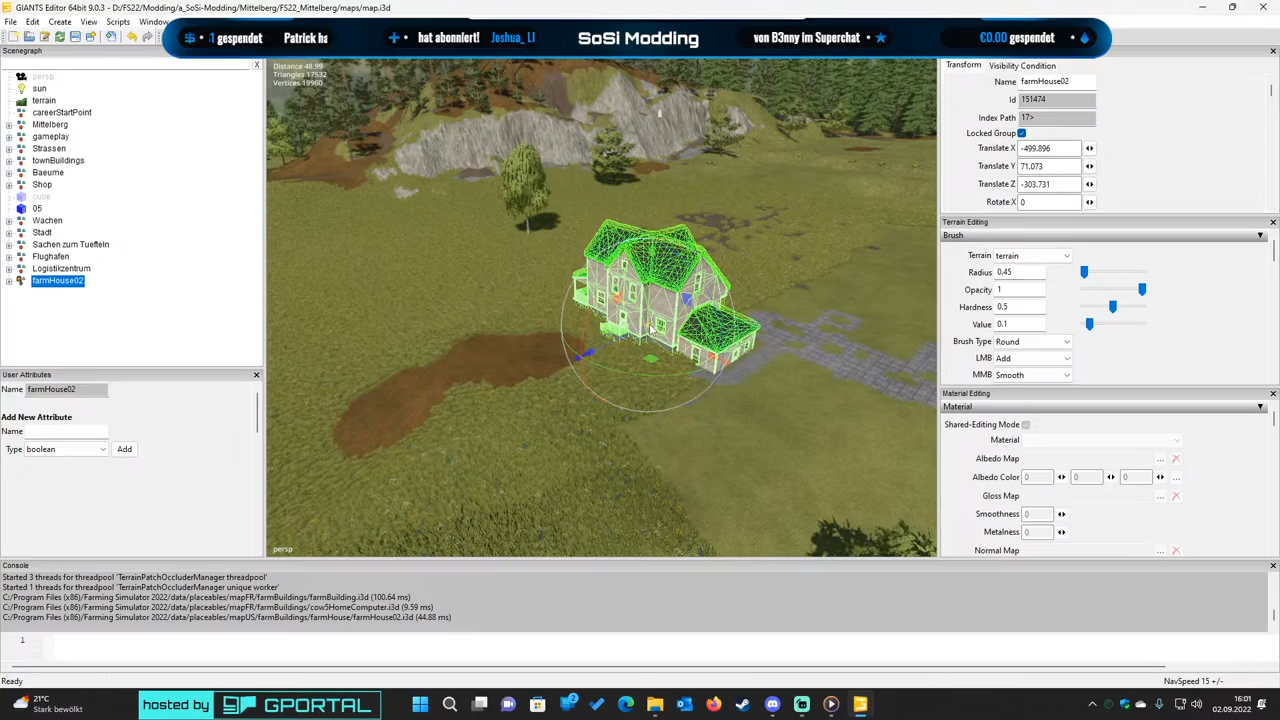 GIANTS Editor 64bit v9.0.3 - D:/FS22/Modding/a_SoSi-Modding/Mittelberg/FS22_Mittelberg/maps/map.i3d
File Edit Create View Scripts Window
1 gespendet Patrick ha hat abonniert! Joshua_ LI SoSi Modding von B3nny Im Superchat €0.00 gespendet
Scenegraph
X
persp
sun
terrain
careerStartPoint
Mittelberg
gameplay
Strassen
townBuildings
Baeume
Shop
cube
05
Wachen
Stadt
Sachen zum Tuefteln
Flughafen
Logistikzentrum
farmHouse02
Distance 48.99
Triangles 17532
Vertices 19960
persp
Transform Visibility Condition
Name farmHouse02
Id 151474
Index Path 17>
Locked Group
Translate X -499.896
Translate Y 71.073
Translate Z -303.731
Rotate X 0
Terrain Editing
Brush
Terrain terrain
Radius 0.45
Opacity 1
Hardness 0.5
Value 0.1
Brush Type Round
LMB Add
MMB Smooth
Material Editing
Material
Shared-Editing Mode
Material
Albedo Map ...
Albedo Color 0 0 0 ...
Gloss Map ...
Smoothness 0
Metalness 0
Normal Map ...
User Attributes
Name farmHouse02
Add New Attribute
Name
Type boolean Add
Console
Started 3 threads for threadpool 'TerrainPatchOccluderManager threadpool'
Started 1 threads for threadpool 'TerrainPatchOccluderManager unique worker'
C:/Program Files (x86)/Farming Simulator 2022/data/placeables/mapFR/farmBuildings/farmBuilding.i3d (100.64 ms)
C:/Program Files (x86)/Farming Simulator 2022/data/placeables/mapFR/farmBuildings/cow5HomeComputer.i3d (9.59 ms)
C:/Program Files (x86)/Farming Simulator 2022/data/placeables/mapUS/farmBuildings/farmHouse/farmHouse02.i3d (44.88 ms)
1
Ready NavSpeed 15 +/-
21°C
Stark bewölkt
hosted by GPORTAL
16:01
02.09.2022